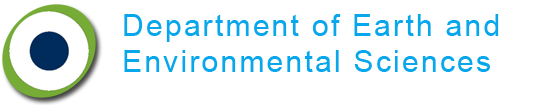 Department of Earth and
Environmental Sciences